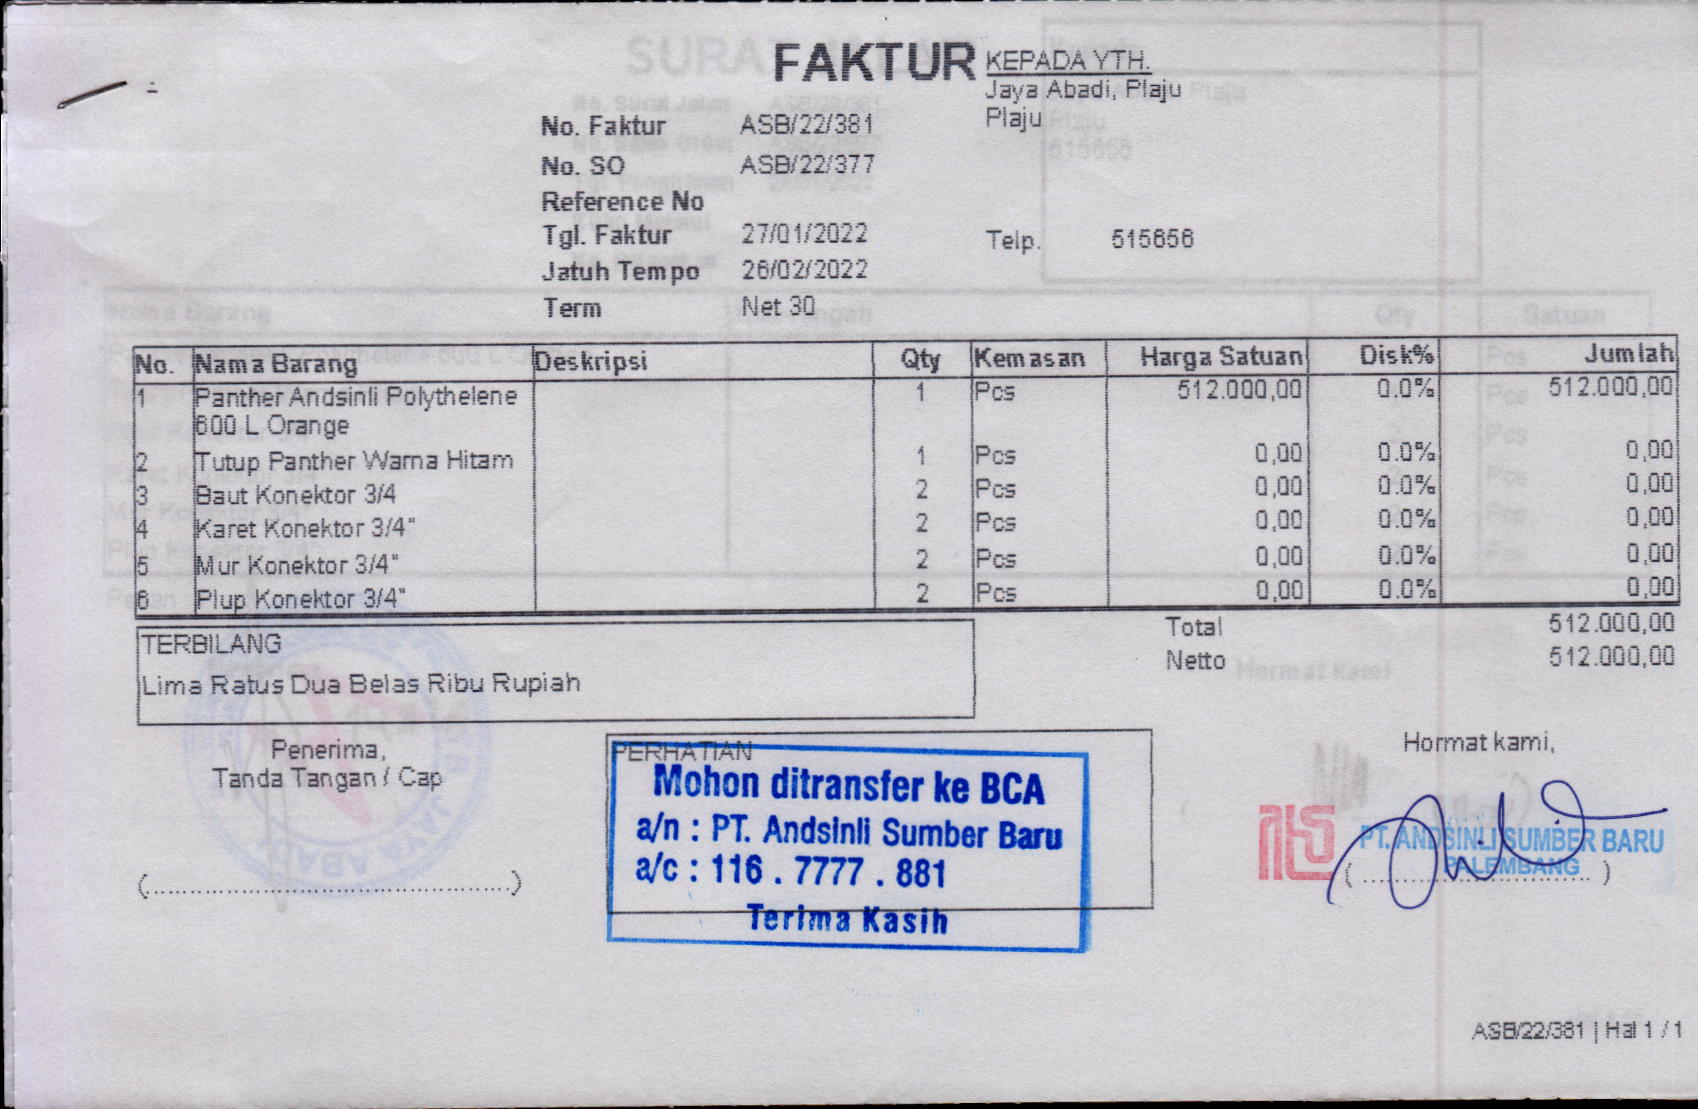 FAKTUR
KEPADA YTH.
Jaya Abadi, Plaju
Plaju
No. Faktur ASB/22/381
No. SO ASB/22/377
Reference No
Tgl. Faktur 27/01/2022
Telp. 515656
Jatuh Tempo 26/02/2022
Term Net 30
No. Nama Barang Deskripsi Qty Kemasan Harga Satuan Disk% Jumlah
1 Panther Andsinli Polythelene 1 Pcs 512.000,00 0.0% 512.000,00
600 L Orange
2 Tutup Panther Warna Hitam 1 Pcs 0,00 0.0% 0,00
3 Baut Konektor 3/4 2 Pcs 0,00 0.0% 0,00
4 Karet Konektor 3/4" 2 Pcs 0,00 0.0% 0,00
5 Mur Konektor 3/4" 2 Pcs 0,00 0.0% 0,00
6 Plup Konektor 3/4" 2 Pcs 0,00 0.0% 0,00
Total 512.000,00
Netto 512.000,00
TERBILANG
Lima Ratus Dua Belas Ribu Rupiah
Penerima,
Tanda Tangan / Cap
PERHATIAN
Mohon ditransfer ke BCA
a/n : PT. Andsinli Sumber Baru
a/c : 116 . 7777 . 881
Terima Kasih
Hormat kami,
PT. ANDSINLI SUMBER BARU
PALEMBANG
ASB/22/381 | Hal 1 / 1